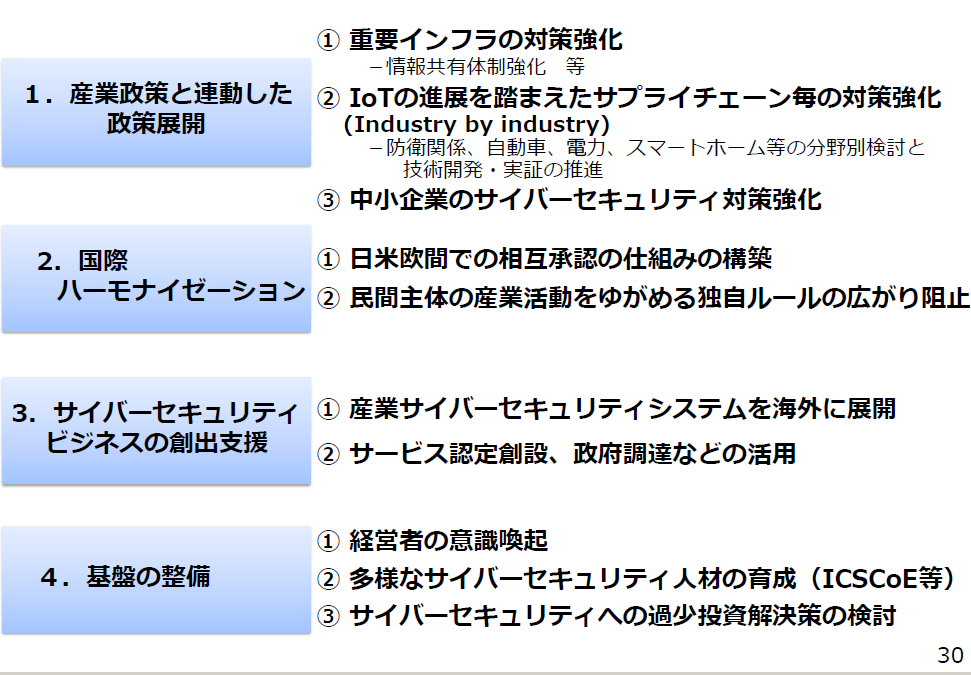 1．産業政策と連動した
政策展開
① 重要インフラの対策強化
－情報共有体制強化　等
② IoTの進展を踏まえたサプライチェーン毎の対策強化
(Industry by industry)
－防衛関係、自動車、電力、スマートホーム等の分野別検討と
技術開発・実証の推進
③ 中小企業のサイバーセキュリティ対策強化
2．国際
ハーモナイゼーション
① 日米欧間での相互承認の仕組みの構築
② 民間主体の産業活動をゆがめる独自ルールの広がり阻止
3．サイバーセキュリティ
ビジネスの創出支援
① 産業サイバーセキュリティシステムを海外に展開
② サービス認定創設、政府調達などの活用
４．基盤の整備
① 経営者の意識喚起
② 多様なサイバーセキュリティ人材の育成（ICSCoE等）
③ サイバーセキュリティへの過少投資解決策の検討
30